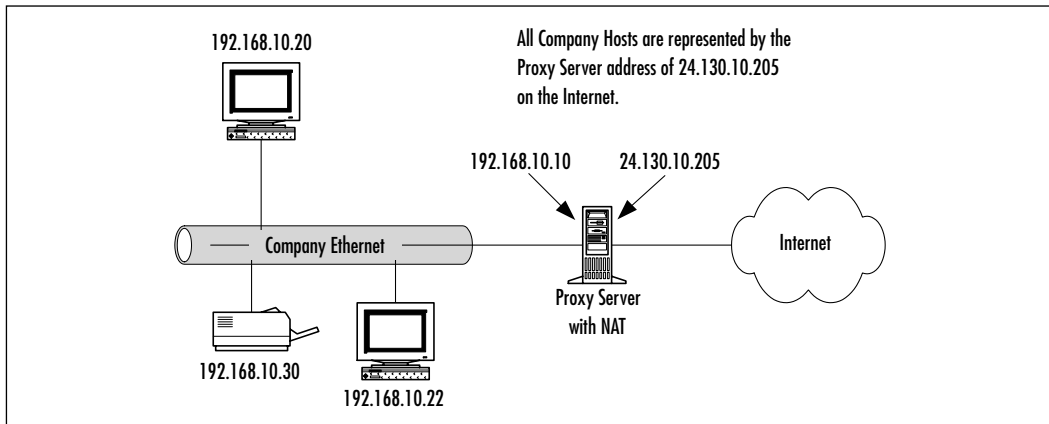 192.168.10.20
All Company Hosts are represented by the
Proxy Server address of 24.130.10.205
on the Internet.
192.168.10.10
24.130.10.205
Company Ethernet
Internet
Proxy Server
with NAT
192.168.10.30
192.168.10.22